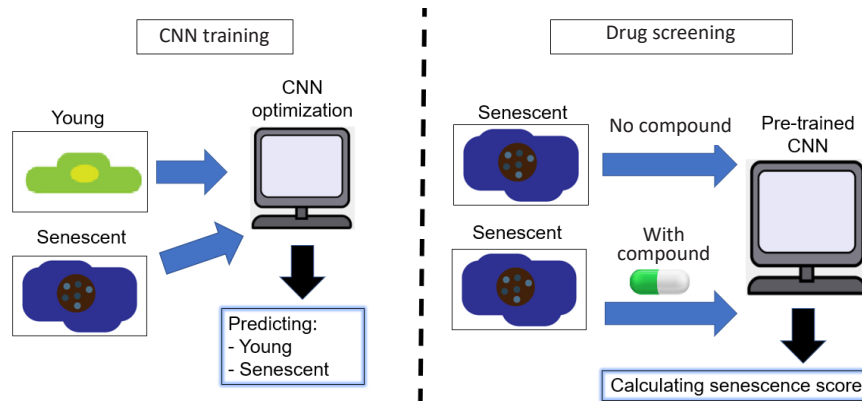 CNN training
Young
Senescent
CNN
optimization
Predicting:
- Young
- Senescent
Drug screening
Senescent
No compound
Senescent
With
compound
Pre-trained
CNN
Calculating senescence score